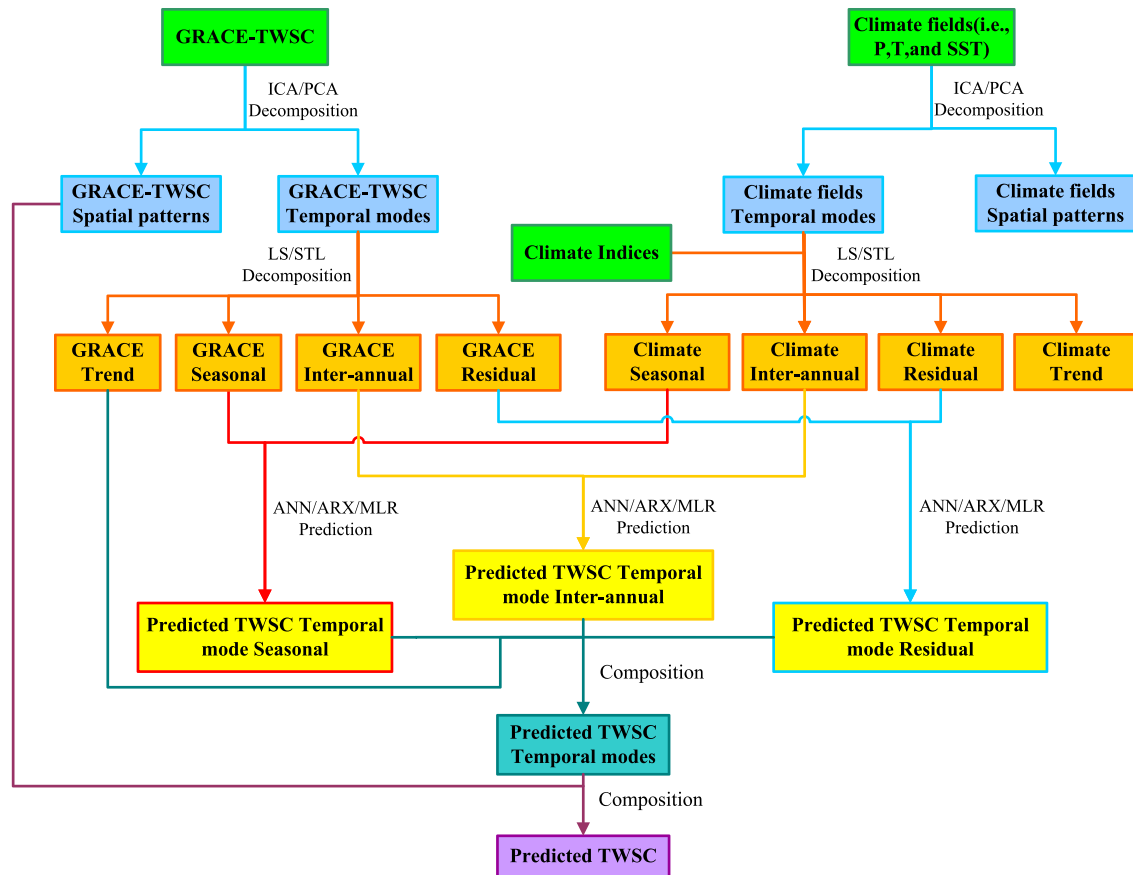 GRACE-TWSC
Climate fields(i.e.,
P,T,and SST)
ICA/PCA
Decomposition
ICA/PCA
Decomposition
GRACE-TWSC
Spatial patterns
GRACE-TWSC
Temporal modes
Climate fields
Temporal modes
Climate fields
Spatial patterns
Climate Indices
LS/STL
Decomposition
LS/STL
Decomposition
GRACE
Trend
GRACE
Seasonal
GRACE
Inter-annual
GRACE
Residual
Climate
Seasonal
Climate
Inter-annual
Climate
Residual
Climate
Trend
ANN/ARX/MLR
Prediction
ANN/ARX/MLR
Prediction
ANN/ARX/MLR
Prediction
Predicted TWSC Temporal
mode Inter-annual
Predicted TWSC Temporal
mode Seasonal
Predicted TWSC Temporal
mode Residual
Composition
Predicted TWSC
Temporal modes
Composition
Predicted TWSC